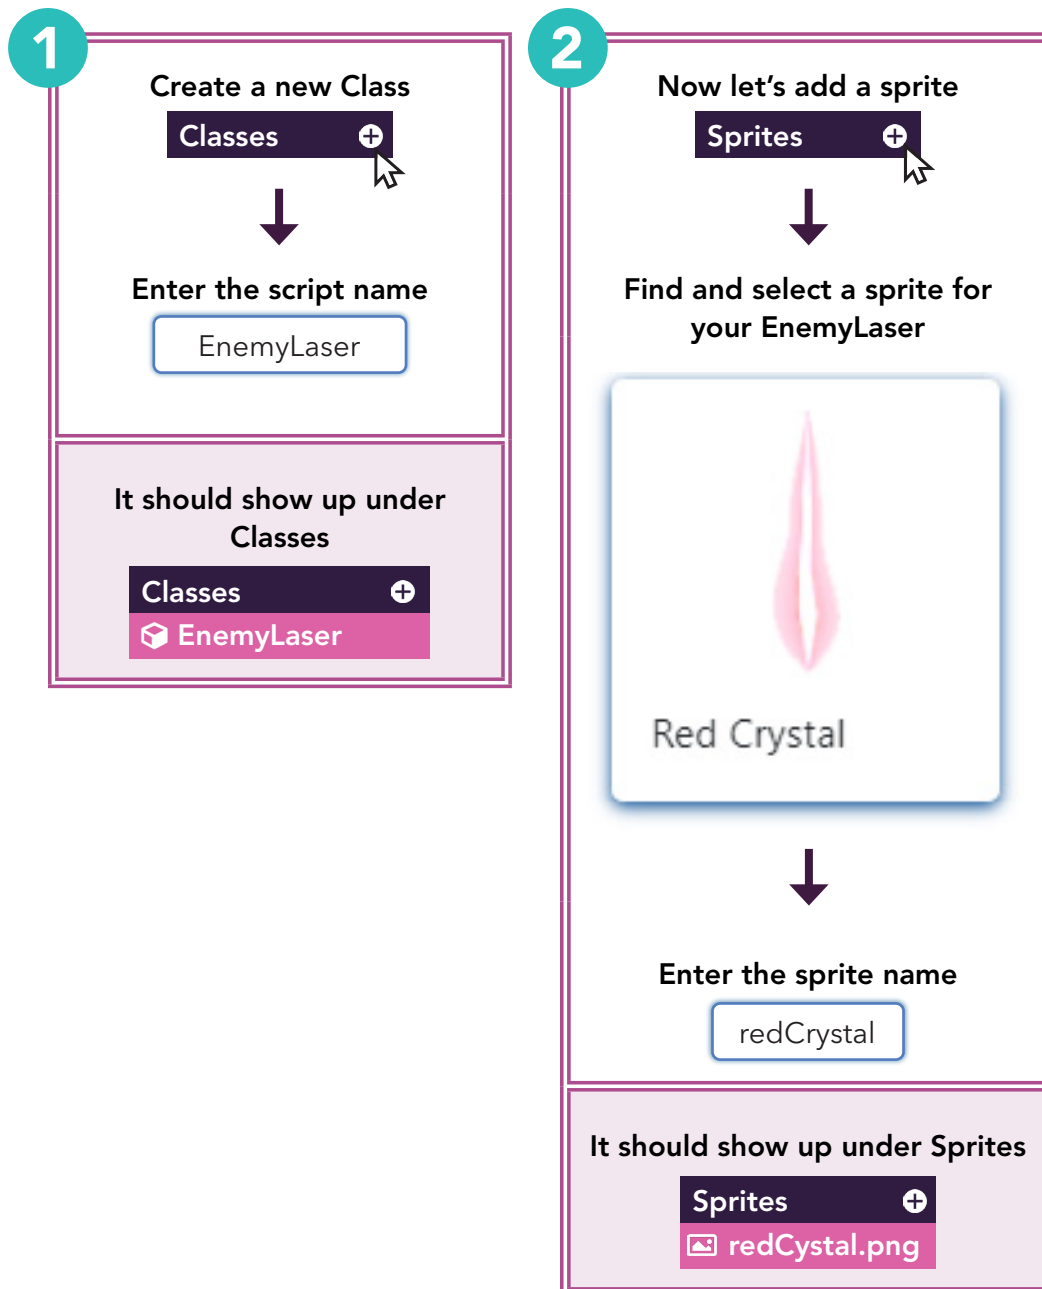 1
Create a new Class
Classes
Enter the script name
EnemyLaser
It should show up under
Classes
Classes
EnemyLaser
2
Now let's add a sprite
Sprites
Find and select a sprite for
your EnemyLaser
Red Crystal
Enter the sprite name
redCrystal
It should show up under Sprites
Sprites
redCystal.png